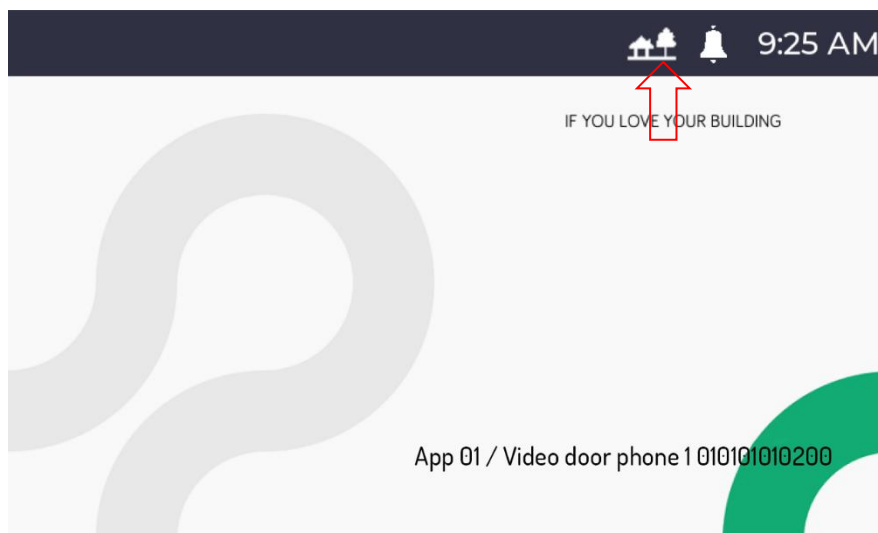 9:25 AM
IF YOU LOVE YOUR BUILDING
App 01 / Video door phone 1 010101010200